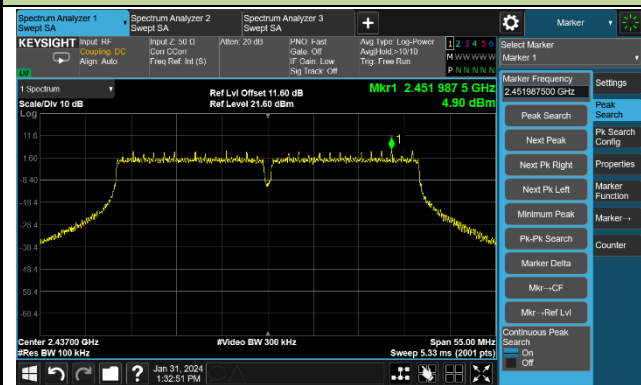 Spectrum Analyzer 1
Swept SA
Spectrum Analyzer 2
Swept SA
Spectrum Analyzer 3
Swept SA
Marker
KEYSIGHT
Input: RF
Coupling: DC
Align: Auto
Input Z: 50 Ω
Corr CCorr
Freq Ref: Int (S)
Atten: 20 dB
PNO: Fast
Gate: Off
IF Gain: Low
Sig Track: Off
Avg Type: Log-Power
Avg|Hold:>10/10
Trig: Free Run
1 2 3 4 5 6
M W W W W W
P N N N N N
Select Marker
Marker 1
1 Spectrum
Scale/Div 10 dB
Log
Ref Lvl Offset 11.60 dB
Ref Level 21.60 dBm
Mkr1 2.451 987 5 GHz
4.90 dBm
1
11.6
1.60
-8.40
-18.4
-28.4
-38.4
-48.4
-58.4
-68.4
Center 2.43700 GHz
#Res BW 100 kHz
#Video BW 300 kHz
Span 55.00 MHz
Sweep 5.33 ms (2001 pts)
Marker Frequency
2.451987500 GHz
Peak Search
Next Peak
Next Pk Right
Next Pk Left
Minimum Peak
Pk-Pk Search
Marker Delta
Mkr→CF
Mkr→Ref Lvl
Continuous Peak
Search
On
Off
Settings
Peak
Search
Pk Search
Config
Properties
Marker
Function
Marker→
Counter
Jan 31, 2024
1:32:51 PM